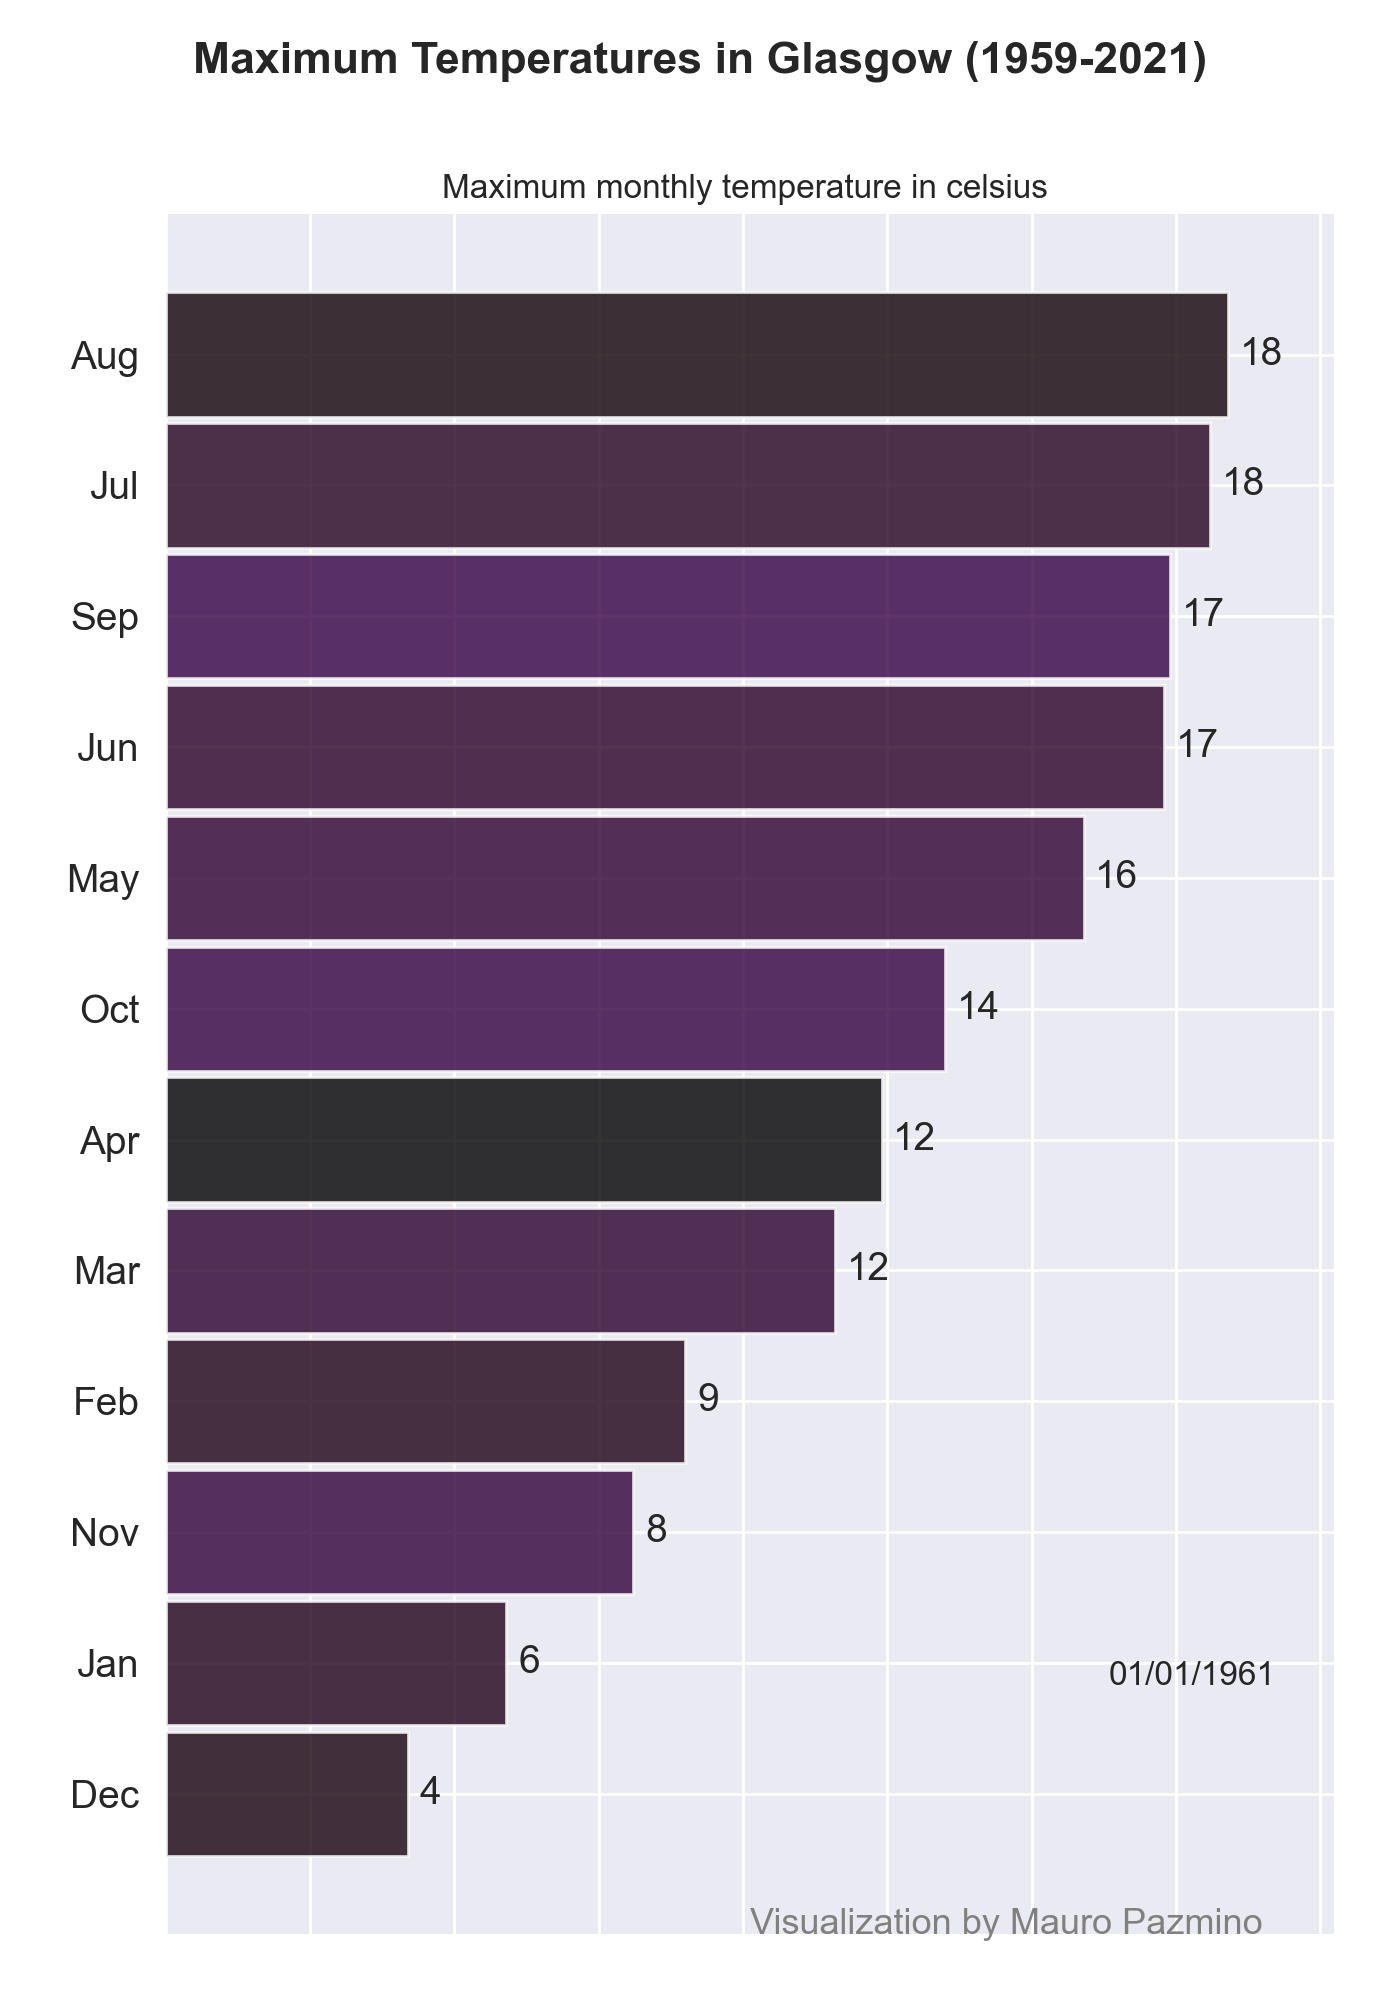 Maximum Temperatures in Glasgow (1959-2021)
Maximum monthly temperature in celsius
Aug 18
Jul 18
Sep 17
Jun 17
May 16
Oct 14
Apr 12
Mar 12
Feb 9
Nov 8
Jan 6
01/01/1961
Dec 4
Visualization by Mauro Pazmino